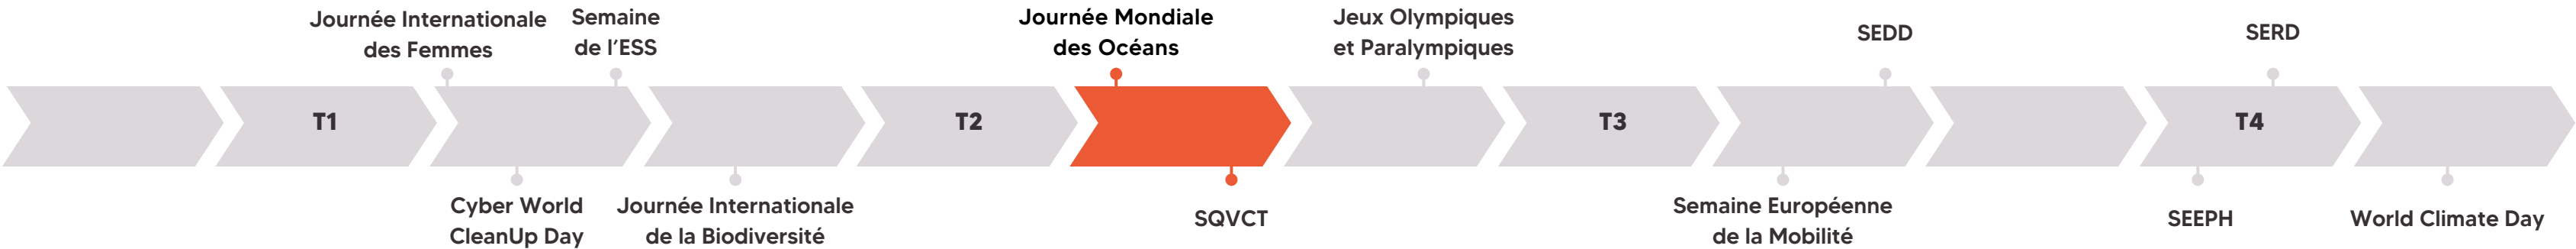 Journée Internationale
des Femmes
Semaine
de l'ESS
Journée Mondiale
des Océans
Jeux Olympiques
et Paralympiques
SEDD
SERD
T1
T2
T3
T4
Cyber World
CleanUp Day
Journée Internationale
de la Biodiversité
SQVCT
Semaine Européenne
de la Mobilité
SEEPH
World Climate Day